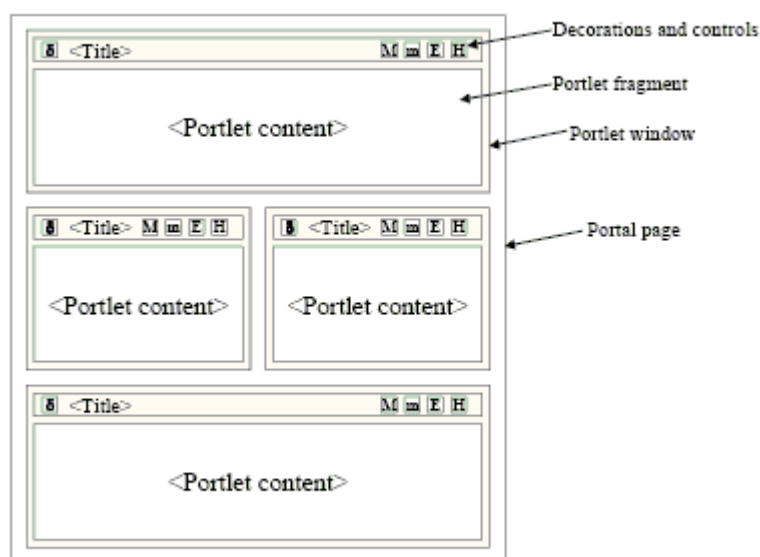 δ <Title> M m E H
Decorations and controls
Portlet fragment
<Portlet content>
Portlet window
δ <Title> M m E H
δ <Title> M m E H
Portal page
<Portlet content>
<Portlet content>
δ <Title> M m E H
<Portlet content>